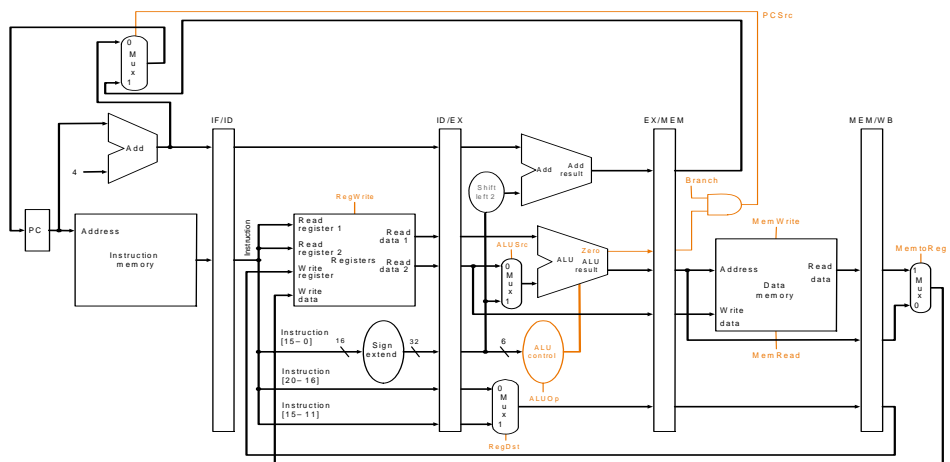 PCSrc
0
M
u
x
1
IF/ID
ID/EX
EX/MEM
MEM/WB
Add
4
Add
Add
result
Shift
left 2
Branch
RegWrite
MemWrite
PC
Address
Instruction
memory
Instruction
Read
register 1
Read
register 2
Registers
Write
register
Write
data
Read
data 1
Read
data 2
ALUSrc
0
M
u
x
1
Zero
ALU
ALU
result
Address
Read
data
Data
memory
Write
data
MemRead
MemtoReg
1
M
u
x
0
Instruction
[15–0]
16
Sign
extend
32
6
ALU
control
ALUOp
Instruction
[20–16]
Instruction
[15–11]
0
M
u
x
1
RegDst